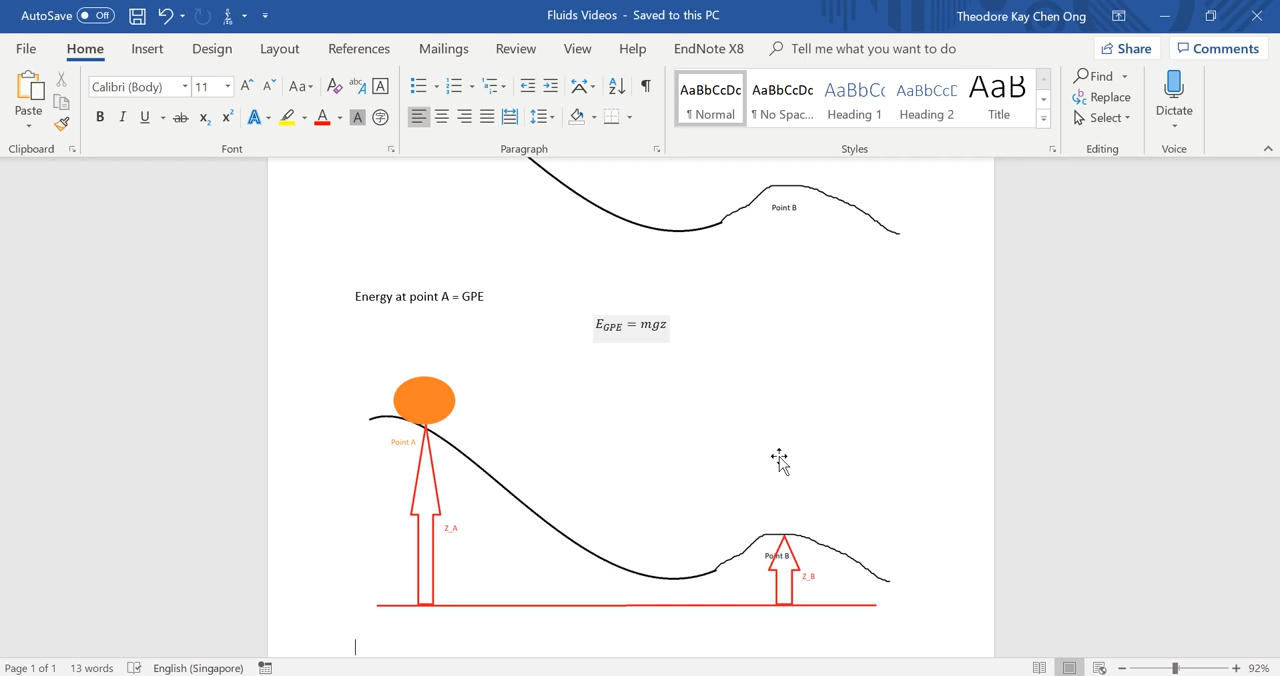 AutoSave Off Fluids Videos - Saved to this PC Theodore Kay Chen Ong
File Home Insert Design Layout References Mailings Review View Help EndNote X8 Tell me what you want to do Share Comments
Paste
Calibri (Body) 11 Aa
B I U ab x₂ x² A A A
AaBbCcDc AaBbCcDc AaBbCc AaBbCcD AaB
¶ Normal ¶ No Spac... Heading 1 Heading 2 Title
Find
Replace
Select
Dictate
Clipboard Font Paragraph Styles Editing Voice
Point B
Energy at point A = GPE
E_GPE = mgz
Point A
Z_A
Point B
Z_B
Page 1 of 1 13 words English (Singapore) 92%